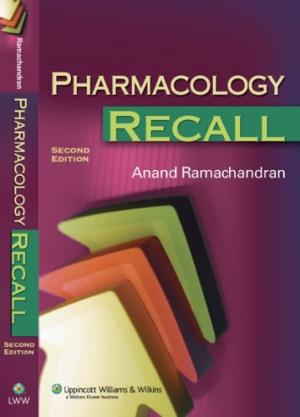 Ramachandran
PHARMACOLOGY
RECALL
SECOND
EDITION
LWW
PHARMACOLOGY
RECALL
SECOND
EDITION
Anand Ramachandran
Lippincott Williams & Wilkins
a Wolters Kluwer business